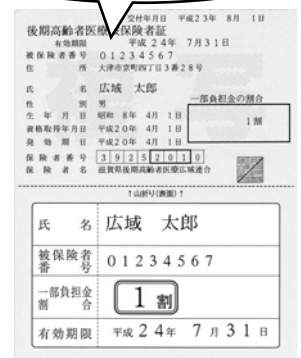 交付年月日 平成23年 8月 1日
後期高齢者医療被保険者証
有効期限 平成 24年 7月31日
被保険者番号 01234567
住所 大津市京町四丁目3番28号
氏名 広域 太郎
一部負担金の割合
性別 男
生年月日 昭和 8年 4月 1日
1割
資格取得年月日 平成20年 4月 1日
発効期日 平成20年 4月 1日
保険者番号 39252010
保険者名 滋賀県後期高齢者医療広域連合
↑山折り(表面)↑
氏名 広域 太郎
被保険者番号 01234567
一部負担金割合 1割
有効期限 平成 24年 7月31日